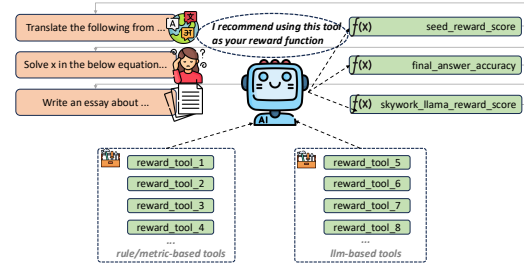 Translate the following from ...
I recommend using this tool
as your reward function
f(x) seed_reward_score
Solve x in the below equation...
f(x) final_answer_accuracy
Write an essay about ...
f(x) skywork_llama_reward_score
A
文
अ
AI
reward_tool_1
reward_tool_2
reward_tool_3
reward_tool_4
...
rule/metric-based tools
reward_tool_5
reward_tool_6
reward_tool_7
reward_tool_8
...
llm-based tools